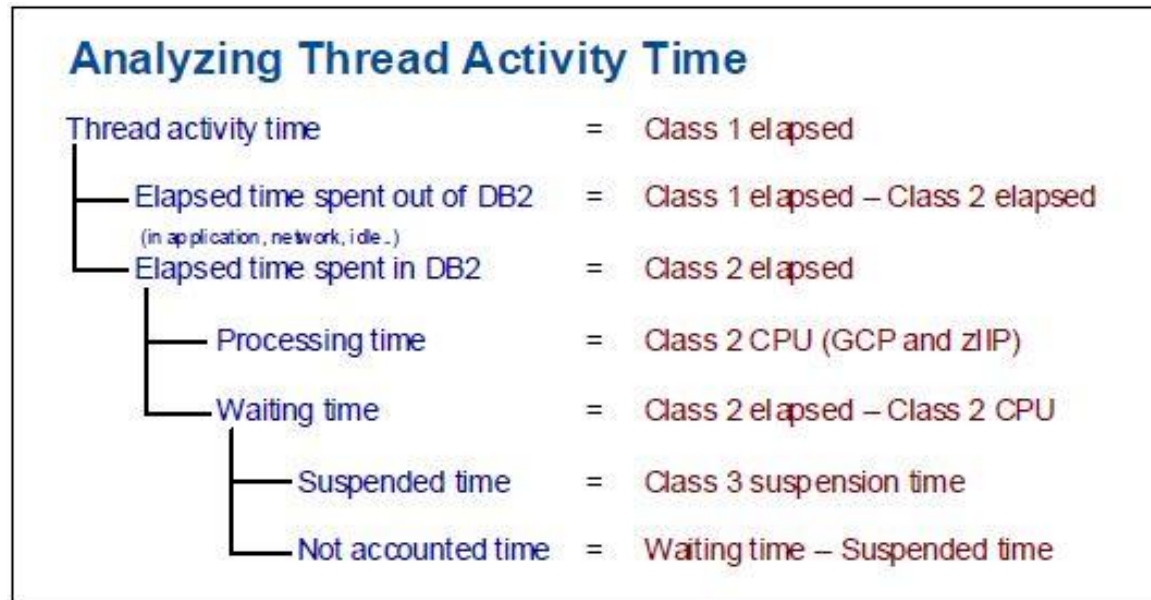 Analyzing Thread Activity Time
Thread activity time = Class 1 elapsed
Elapsed time spent out of DB2 = Class 1 elapsed – Class 2 elapsed
(in application, network, idle..)
Elapsed time spent in DB2 = Class 2 elapsed
Processing time = Class 2 CPU (GCP and zIIP)
Waiting time = Class 2 elapsed – Class 2 CPU
Suspended time = Class 3 suspension time
Not accounted time = Waiting time – Suspended time